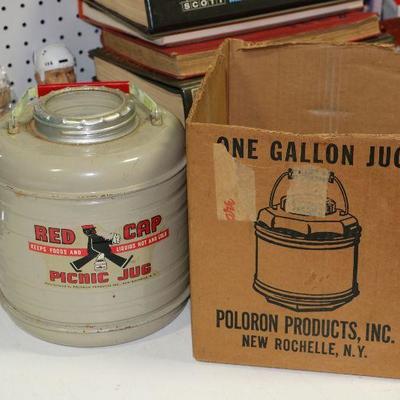 SCOTT
RED CAP
KEEPS FOODS AND LIQUIDS HOT AND COLD
PICNIC JUG
ONE GALLON JUG
POLORON PRODUCTS, INC.
NEW ROCHELLE, N.Y.